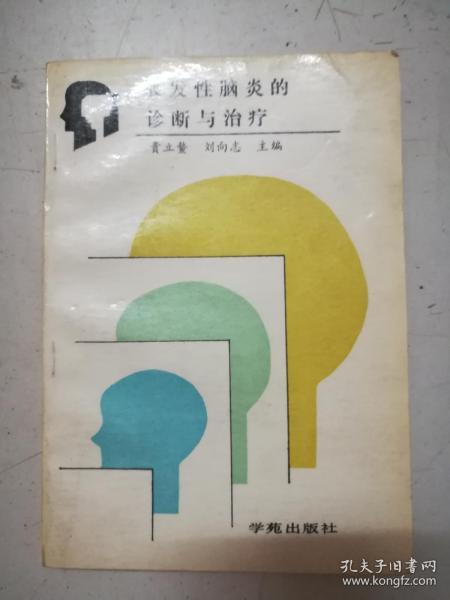 发性脑炎的
诊断与治疗
刘向志 主编
学苑出版社
孔夫子旧书网
www.kongfz.com